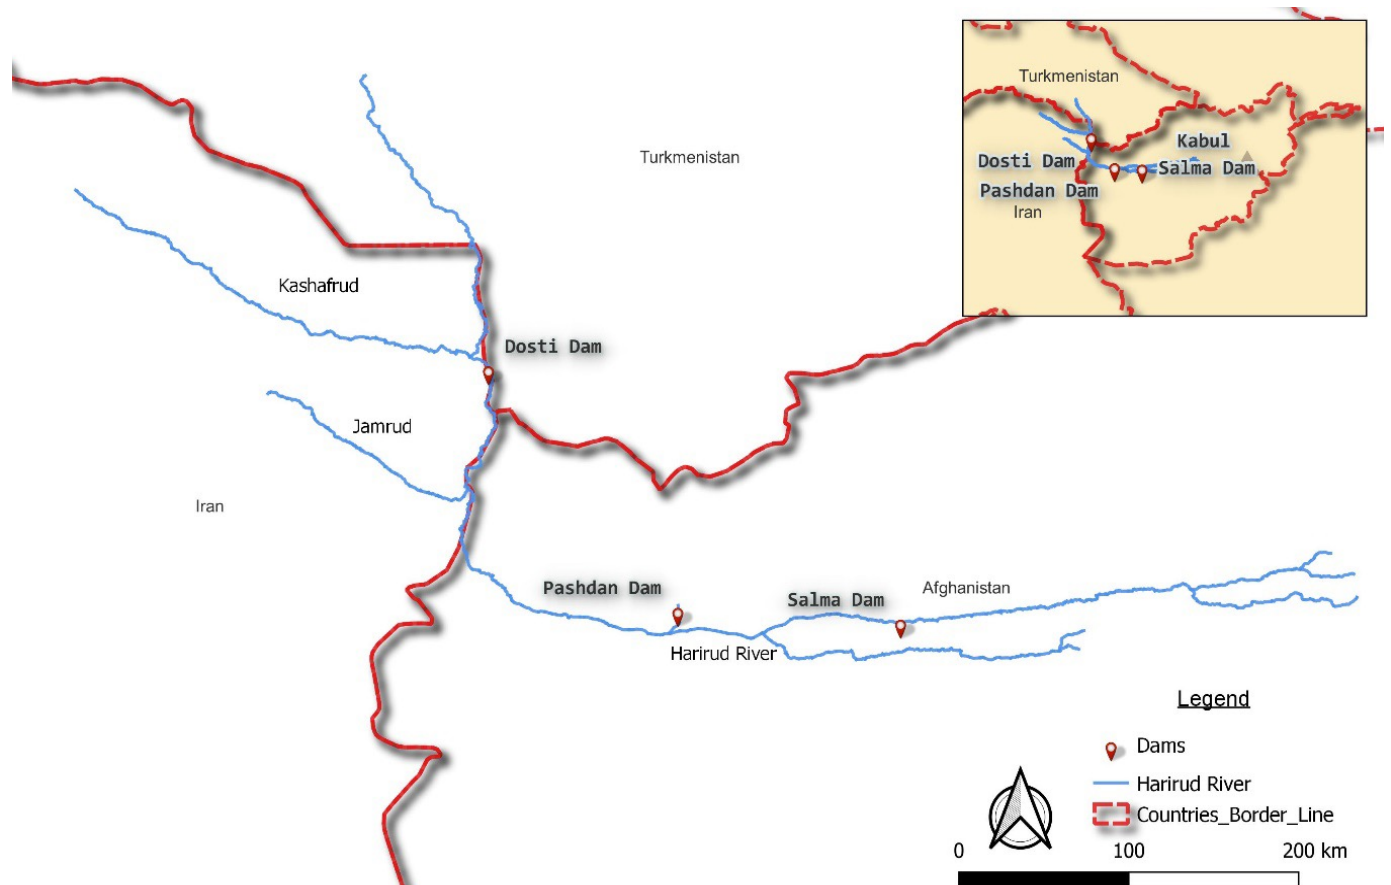 Turkmenistan
Kabul
Dosti Dam
Salma Dam
Pashdan Dam
Iran
Turkmenistan
Kashafrud
Dosti Dam
Jamrud
Iran
Pashdan Dam
Salma Dam
Afghanistan
Harirud River
Legend
Dams
Harirud River
Countries_Border_Line
0 100 200 km